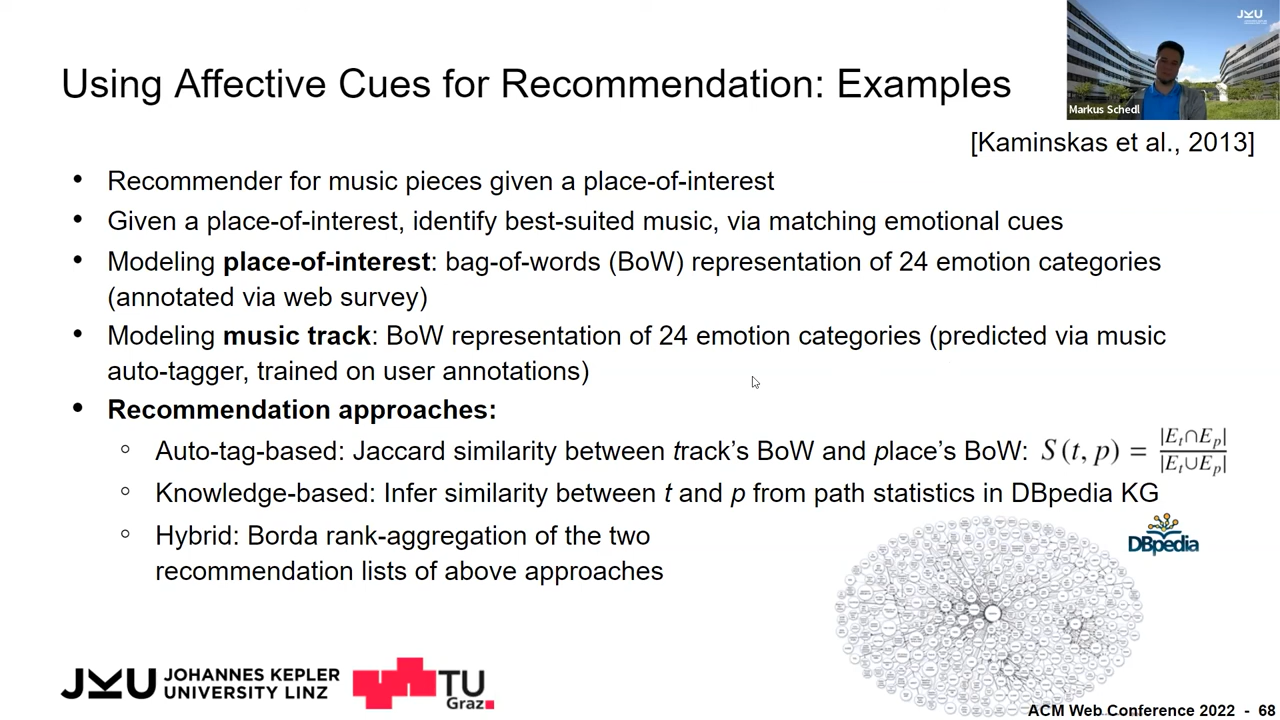 JKU
Markus Schedl
Using Affective Cues for Recommendation: Examples
[Kaminskas et al., 2013]
• Recommender for music pieces given a place-of-interest
• Given a place-of-interest, identify best-suited music, via matching emotional cues
• Modeling place-of-interest: bag-of-words (BoW) representation of 24 emotion categories
(annotated via web survey)
• Modeling music track: BoW representation of 24 emotion categories (predicted via music
auto-tagger, trained on user annotations)
• Recommendation approaches:
○ Auto-tag-based: Jaccard similarity between track's BoW and place's BoW: S(t, p) = |E_t∩E_p| / |E_t∪E_p|
○ Knowledge-based: Infer similarity between t and p from path statistics in DBpedia KG
○ Hybrid: Borda rank-aggregation of the two
recommendation lists of above approaches
DBpedia
JKU JOHANNES KEPLER
UNIVERSITY LINZ
TU
Graz
ACM Web Conference 2022 - 68